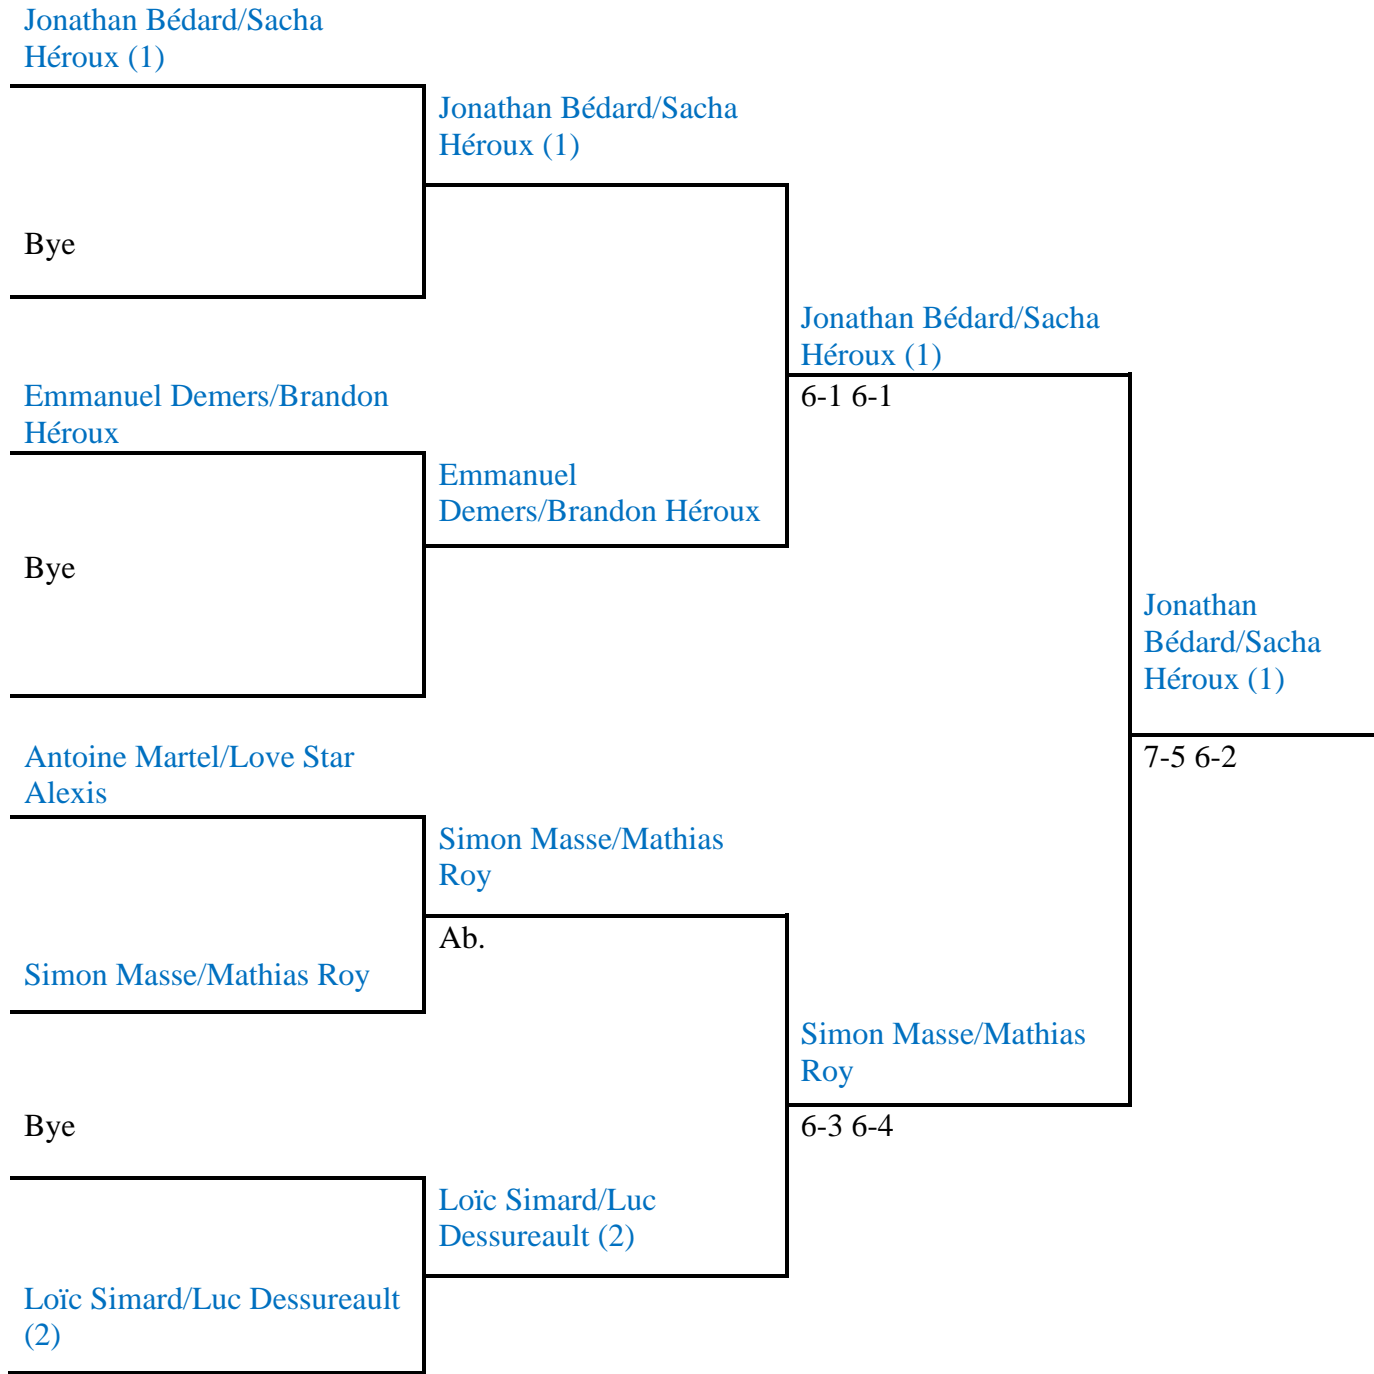 Jonathan Bédard/Sacha
Héroux (1)
Jonathan Bédard/Sacha
Héroux (1)
Bye
Jonathan Bédard/Sacha
Héroux (1)
6-1 6-1
Emmanuel Demers/Brandon
Héroux
Emmanuel
Demers/Brandon Héroux
Bye
Jonathan
Bédard/Sacha
Héroux (1)
7-5 6-2
Antoine Martel/Love Star
Alexis
Simon Masse/Mathias
Roy
Ab.
Simon Masse/Mathias Roy
Simon Masse/Mathias
Roy
6-3 6-4
Bye
Loïc Simard/Luc
Dessureault (2)
Loïc Simard/Luc Dessureault
(2)